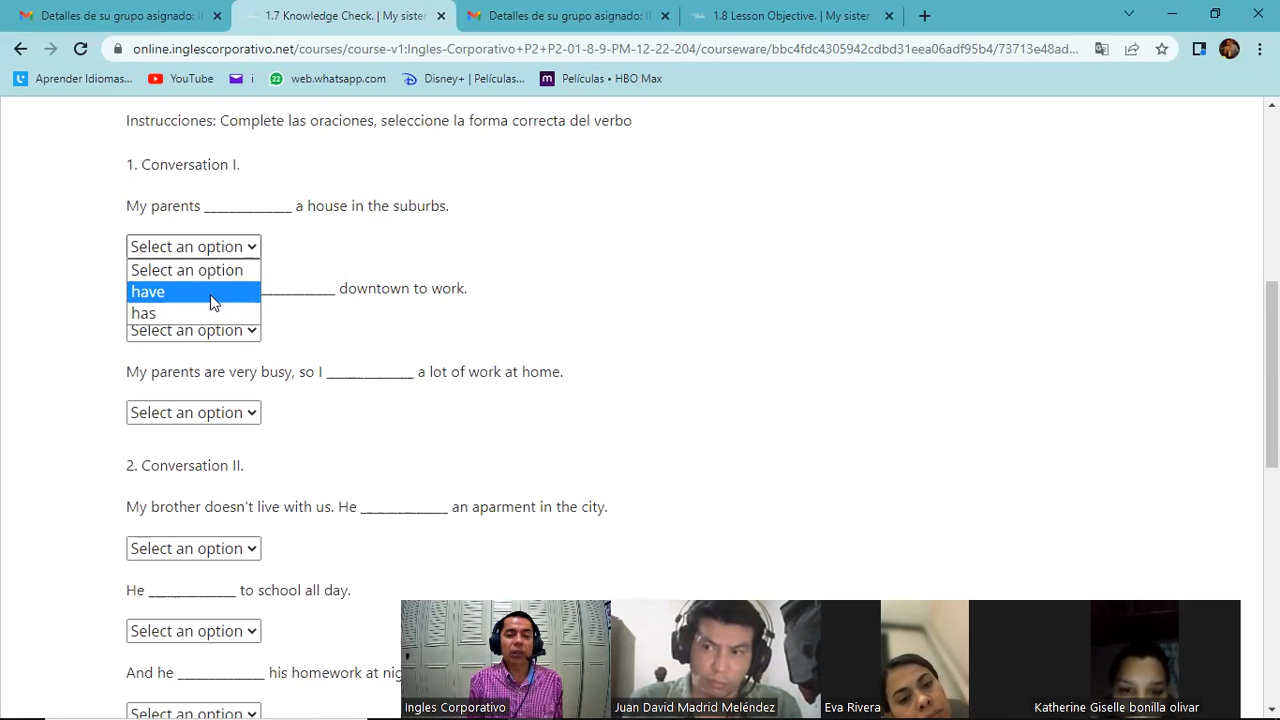 Detalles de su grupo asignado: I
1.7 Knowledge Check. | My sister
Detalles de su grupo asignado: I
1.8 Lesson Objective. | My sister
online.inglescorporativo.net/courses/course-v1:Ingles-Corporativo+P2+P2-01-8-9-PM-12-22-204/courseware/bbc4fdc4305942cdbd31eea06adf95b4/73713e48ad...
Aprender Idiomas...
YouTube
i
22
web.whatsapp.com
Disney+ | Películas,...
Películas - HBO Max
Instrucciones: Complete las oraciones, seleccione la forma correcta del verbo
1. Conversation I.
My parents ______________ a house in the suburbs.
Select an option
Select an option
have
has
____________ downtown to work.
Select an option
My parents are very busy, so I ______________ a lot of work at home.
Select an option
2. Conversation II.
My brother doesn't live with us. He ______________ an aparment in the city.
Select an option
He ______________ to school all day.
Select an option
And he ______________ his homework at nig
Select an option
Ingles Corporativo
Juan David Madrid Meléndez
Eva Rivera
Katherine Giselle bonilla olivar